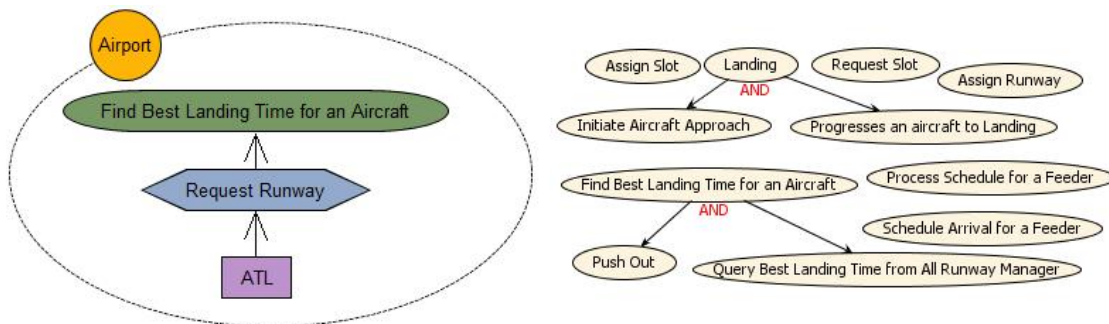 Airport
Find Best Landing Time for an Aircraft
Request Runway
ATL
Assign Slot
Landing
Request Slot
Assign Runway
AND
Initiate Aircraft Approach
Progresses an aircraft to Landing
Find Best Landing Time for an Aircraft
Process Schedule for a Feeder
AND
Schedule Arrival for a Feeder
Push Out
Query Best Landing Time from All Runway Manager